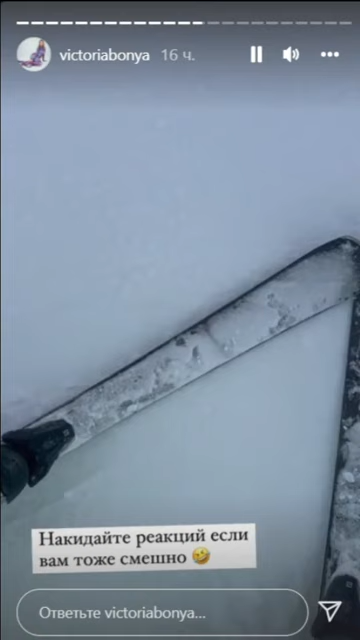 victoriabonya 16 ч.
Накидайте реакций если
вам тоже смешно 🤣
Ответьте victoriabonya...